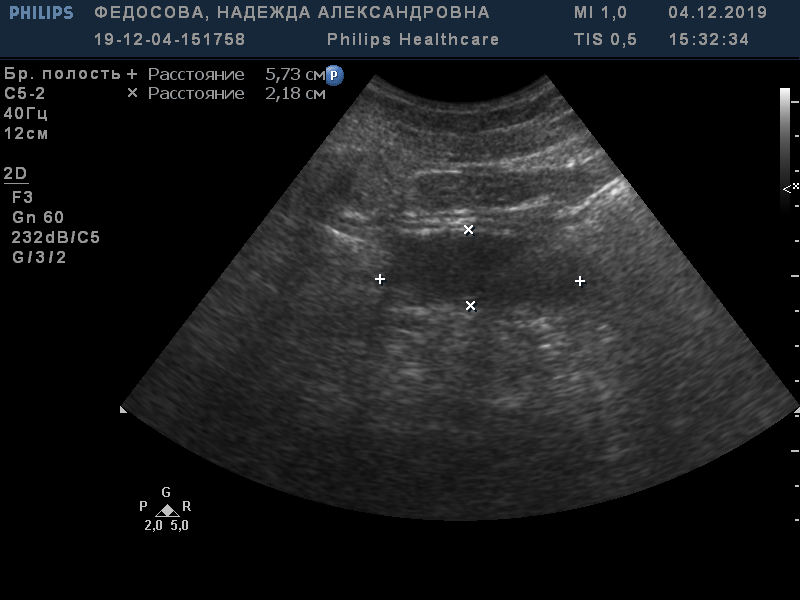 PHILIPS ФЕДОСОВА, НАДЕЖДА АЛЕКСАНДРОВНА MI 1,0 04.12.2019
19-12-04-151758 Philips Healthcare TIS 0,5 15:32:34
Бр. полость + Расстояние 5,73 см P
C5-2 × Расстояние 2,18 см
40Гц
12см
2D
F3
Gn 60
232dB/C5
G/3/2
G
P R
2,0 5,0